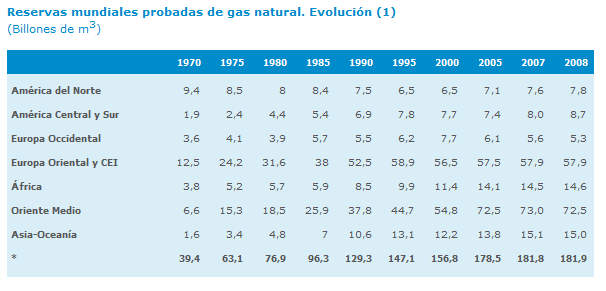 Reservas mundiales probadas de gas natural. Evolución (1)
(Billones de m3)
1970 1975 1980 1985 1990 1995 2000 2005 2007 2008
América del Norte 9,4 8,5 8 8,4 7,5 6,5 6,5 7,1 7,6 7,8
América Central y Sur 1,9 2,4 4,4 5,4 6,9 7,8 7,7 7,4 8,0 8,7
Europa Occidental 3,6 4,1 3,9 5,7 5,5 6,2 7,7 6,1 5,6 5,3
Europa Oriental y CEI 12,5 24,2 31,6 38 52,5 58,9 56,5 57,5 57,9 57,9
África 3,8 5,2 5,7 5,9 8,5 9,9 11,4 14,1 14,5 14,6
Oriente Medio 6,6 15,3 18,5 25,9 37,8 44,7 54,8 72,5 73,0 72,5
Asia-Oceanía 1,6 3,4 4,8 7 10,6 13,1 12,2 13,8 15,1 15,0
* 39,4 63,1 76,9 96,3 129,3 147,1 156,8 178,5 181,8 181,9